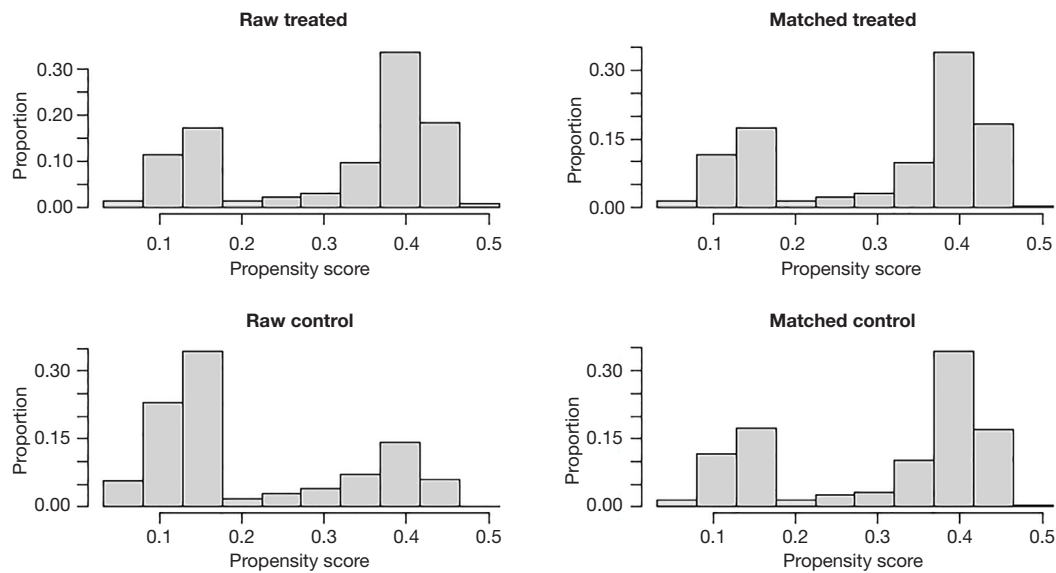 Raw treated
Proportion
0.30
0.20
0.10
0.00
0.1 0.2 0.3 0.4 0.5
Propensity score
Matched treated
Proportion
0.30
0.15
0.00
0.1 0.2 0.3 0.4 0.5
Propensity score
Raw control
Proportion
0.30
0.15
0.00
0.1 0.2 0.3 0.4 0.5
Propensity score
Matched control
Proportion
0.30
0.15
0.00
0.1 0.2 0.3 0.4 0.5
Propensity score